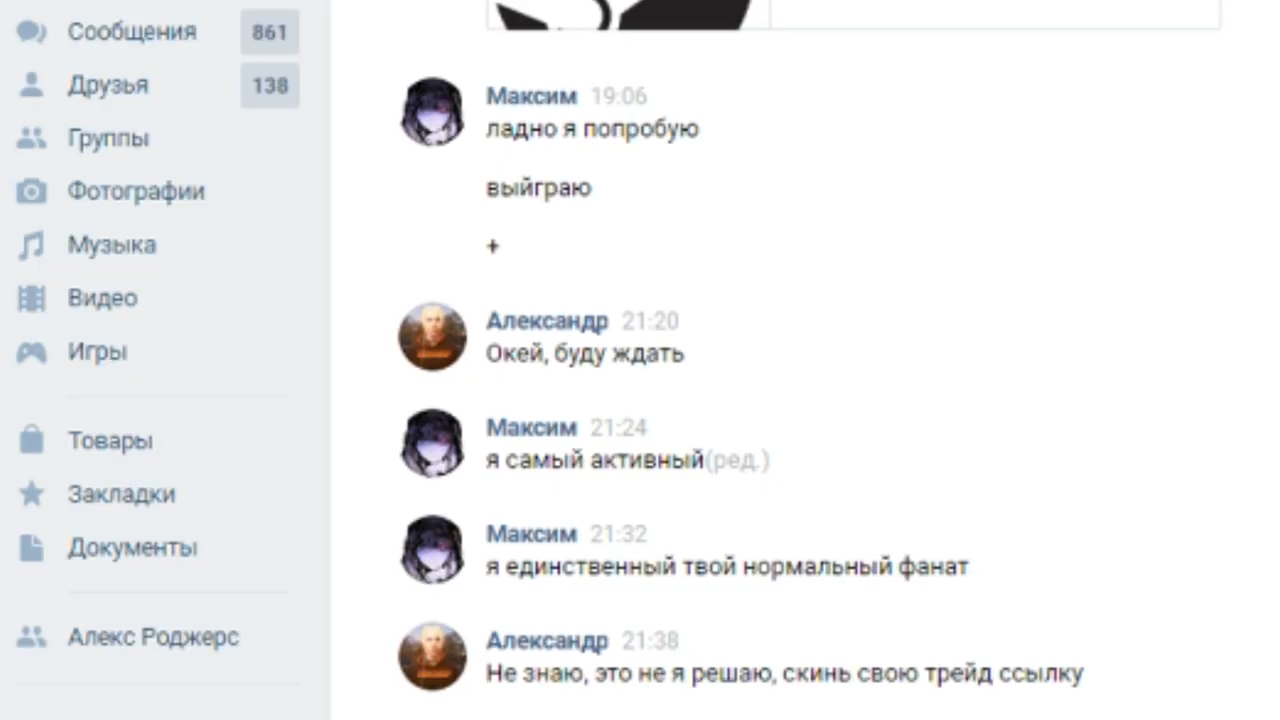 Сообщения 861
Друзья 138
Группы
Фотографии
Музыка
Видео
Игры
Товары
Закладки
Документы
Алекс Роджерс
Максим 19:06
ладно я попробую
выйграю
+
Александр 21:20
Окей, буду ждать
Максим 21:24
я самый активный(ред.)
Максим 21:32
я единственный твой нормальный фанат
Александр 21:38
Не знаю, это не я решаю, скинь свою трейд ссылку